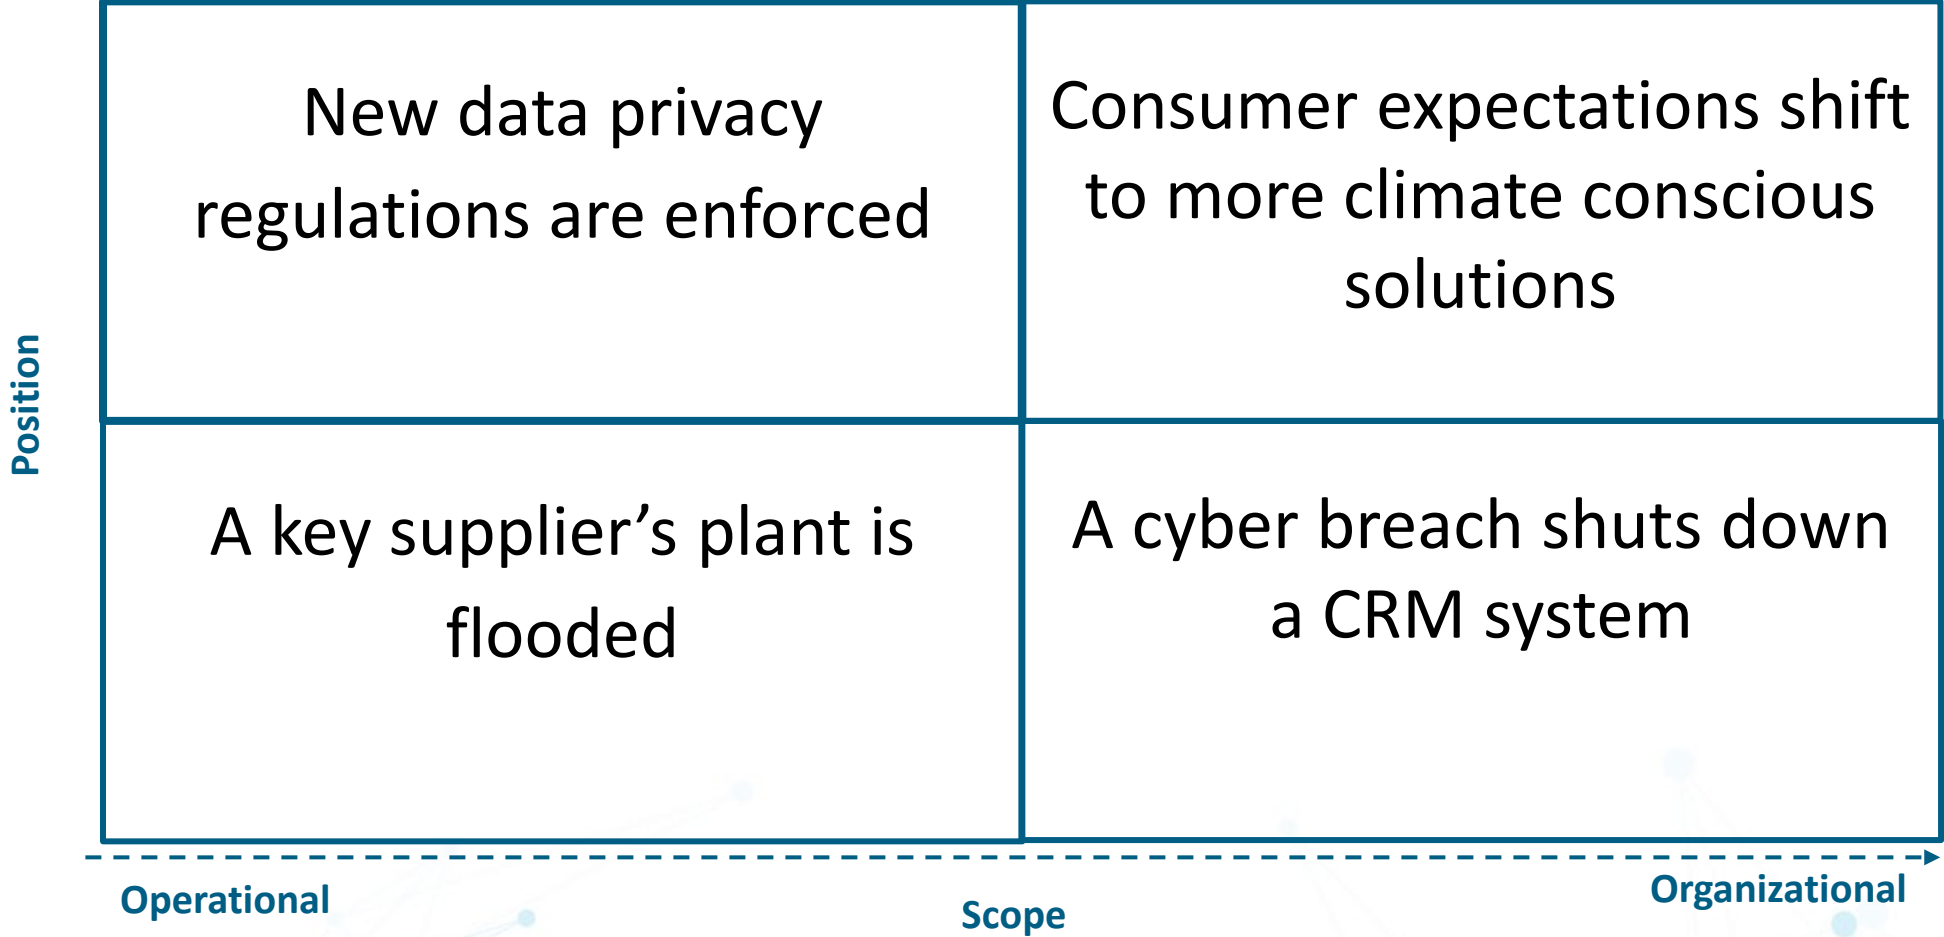 New data privacy
regulations are enforced
Consumer expectations shift
to more climate conscious
solutions
Position
A key supplier’s plant is
flooded
A cyber breach shuts down
a CRM system
Operational
Scope
Organizational